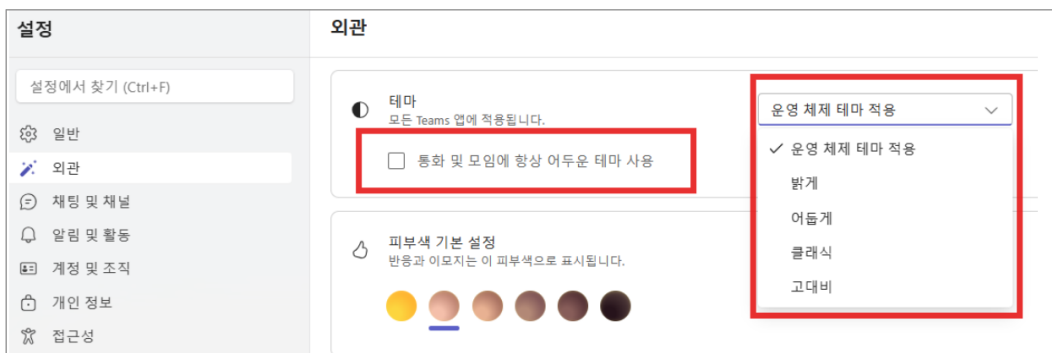 설정
설정에서 찾기 (Ctrl+F)
일반
외관
채팅 및 채널
알림 및 활동
계정 및 조직
개인 정보
접근성
외관
테마
모든 Teams 앱에 적용됩니다.
통화 및 모임에 항상 어두운 테마 사용
운영 체제 테마 적용
운영 체제 테마 적용
밝게
어둡게
클래식
고대비
피부색 기본 설정
반응과 이모지는 이 피부색으로 표시됩니다.